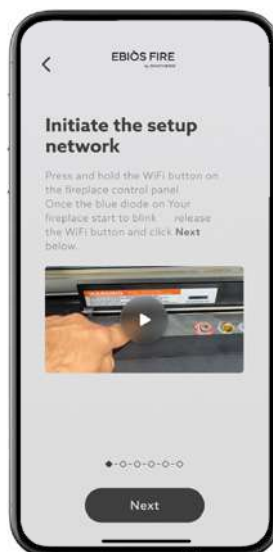 EBIÒS FIRE
Initiate the setup
network
Press and hold the WiFi button on
the fireplace control panel
Once the blue diode on Your
fireplace start to blink release
the WiFi button and click Next
below.
Next